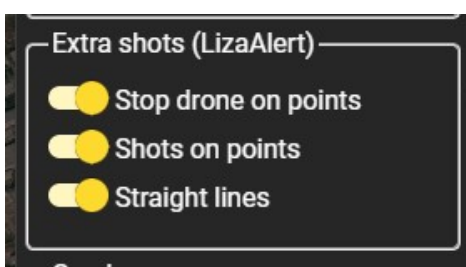 Extra shots (LizaAlert)
Stop drone on points
Shots on points
Straight lines